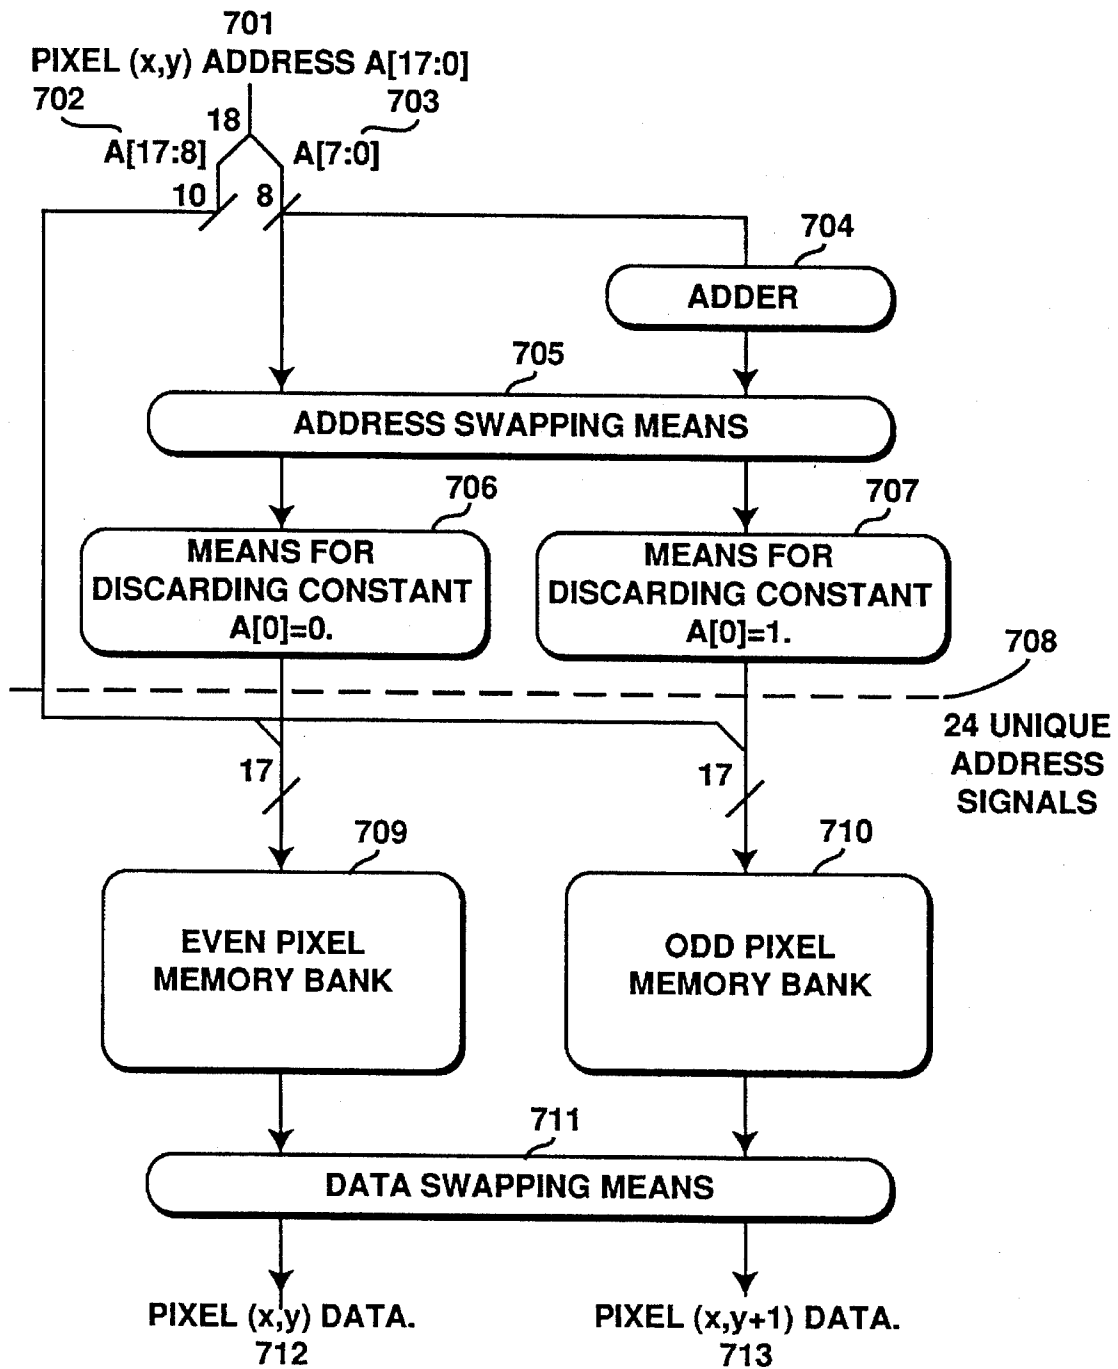 701
PIXEL (x,y) ADDRESS A[17:0]
702
703
18
A[17:8]
A[7:0]
10
8
704
ADDER
705
ADDRESS SWAPPING MEANS
706
707
MEANS FOR
DISCARDING CONSTANT
A[0]=0.
MEANS FOR
DISCARDING CONSTANT
A[0]=1.
708
24 UNIQUE
ADDRESS
SIGNALS
17
17
709
710
EVEN PIXEL
MEMORY BANK
ODD PIXEL
MEMORY BANK
711
DATA SWAPPING MEANS
PIXEL (x,y) DATA.
712
PIXEL (x,y+1) DATA.
713